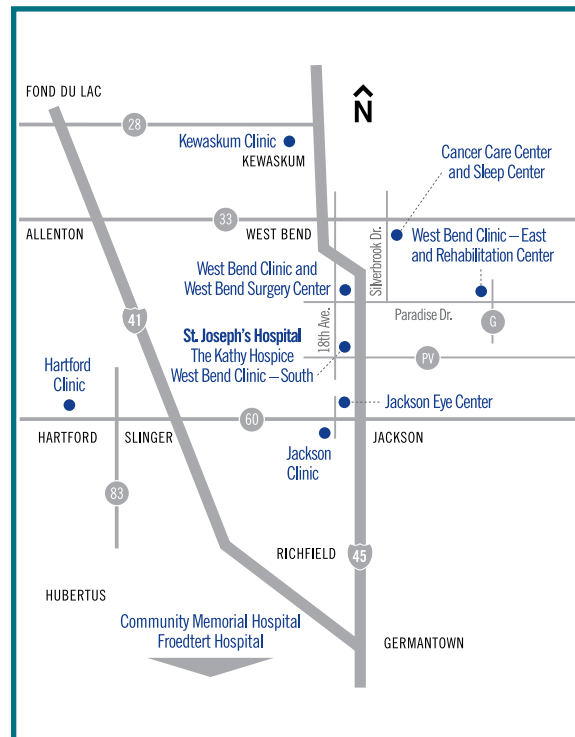 FOND DU LAC
N
28
Kewaskum Clinic
KEWASKUM
Cancer Care Center
and Sleep Center
33
ALLENTON
WEST BEND
Silverbrook Dr.
West Bend Clinic – East
and Rehabilitation Center
West Bend Clinic and
West Bend Surgery Center
41
18th Ave.
Paradise Dr.
G
St. Joseph's Hospital
The Kathy Hospice
West Bend Clinic – South
PV
Hartford
Clinic
Jackson Eye Center
60
HARTFORD
SLINGER
JACKSON
Jackson
Clinic
83
RICHFIELD
45
HUBERTUS
Community Memorial Hospital
Froedtert Hospital
GERMANTOWN